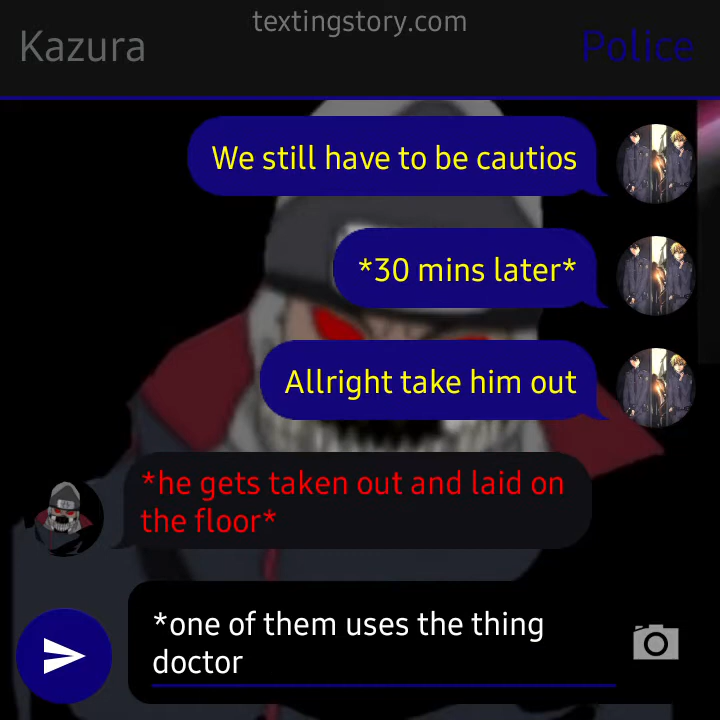 textingstory.com
Kazura
Police
We still have to be cautios
*30 mins later*
Allright take him out
*he gets taken out and laid on
the floor*
*one of them uses the thing
doctor